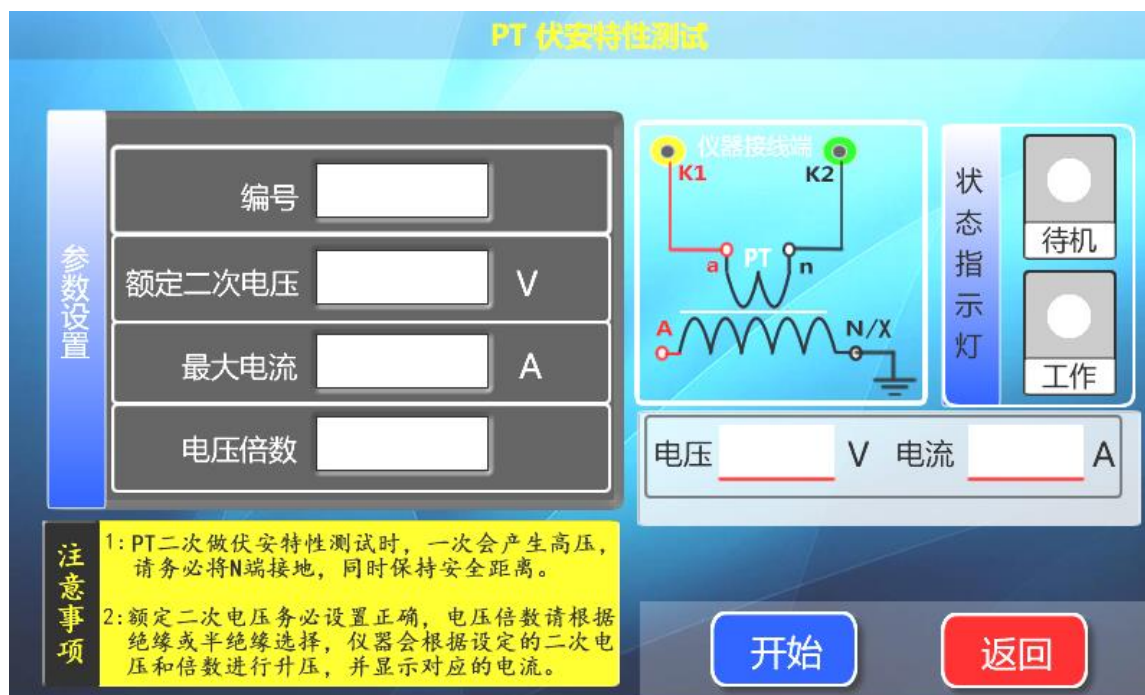 PT 伏安特性测试
参数设置
编号
额定二次电压 V
最大电流 A
电压倍数
仪器接线端
K1 K2
a PT n
A N/X
状态指示灯
待机
工作
电压 V 电流 A
注意事项
1:PT二次做伏安特性测试时，一次会产生高压，
请务必将N端接地，同时保持安全距离。
2:额定二次电压务必设置正确，电压倍数请根据
绝缘或半绝缘选择，仪器会根据设定的二次电
压和倍数进行升压，并显示对应的电流。
开始 返回